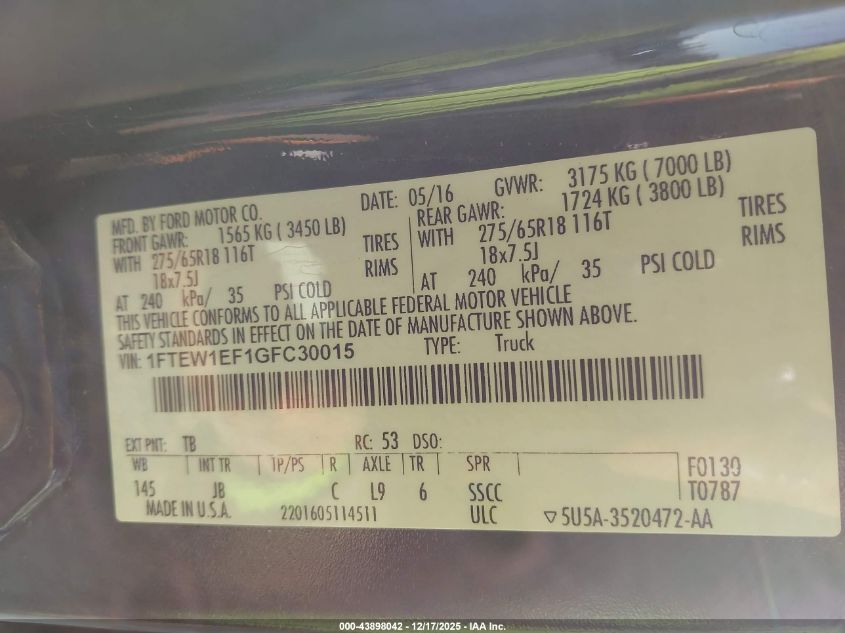 MFD. BY FORD MOTOR CO. DATE: 05/16 GVWR: 3175 KG ( 7000 LB)
FRONT GAWR: 1565 KG ( 3450 LB) REAR GAWR: 1724 KG ( 3800 LB)
WITH 275/65R18 116T TIRES WITH 275/65R18 116T TIRES
18x7.5J RIMS 18x7.5J RIMS
AT 240 kPa/ 35 PSI COLD AT 240 kPa/ 35 PSI COLD
THIS VEHICLE CONFORMS TO ALL APPLICABLE FEDERAL MOTOR VEHICLE
SAFETY STANDARDS IN EFFECT ON THE DATE OF MANUFACTURE SHOWN ABOVE.
VIN: 1FTEW1EF1GFC30015 TYPE: Truck
EXT PNT: TB RC: 53 DSO:
WB INT TR TP/PS R AXLE TR SPR F0139
145 JB C L9 6 SSCC T0787
MADE IN U.S.A. 2201605114511 ULC ▽ 5U5A-3520472-AA
000-43898042 - 12/17/2025 - IAA Inc.